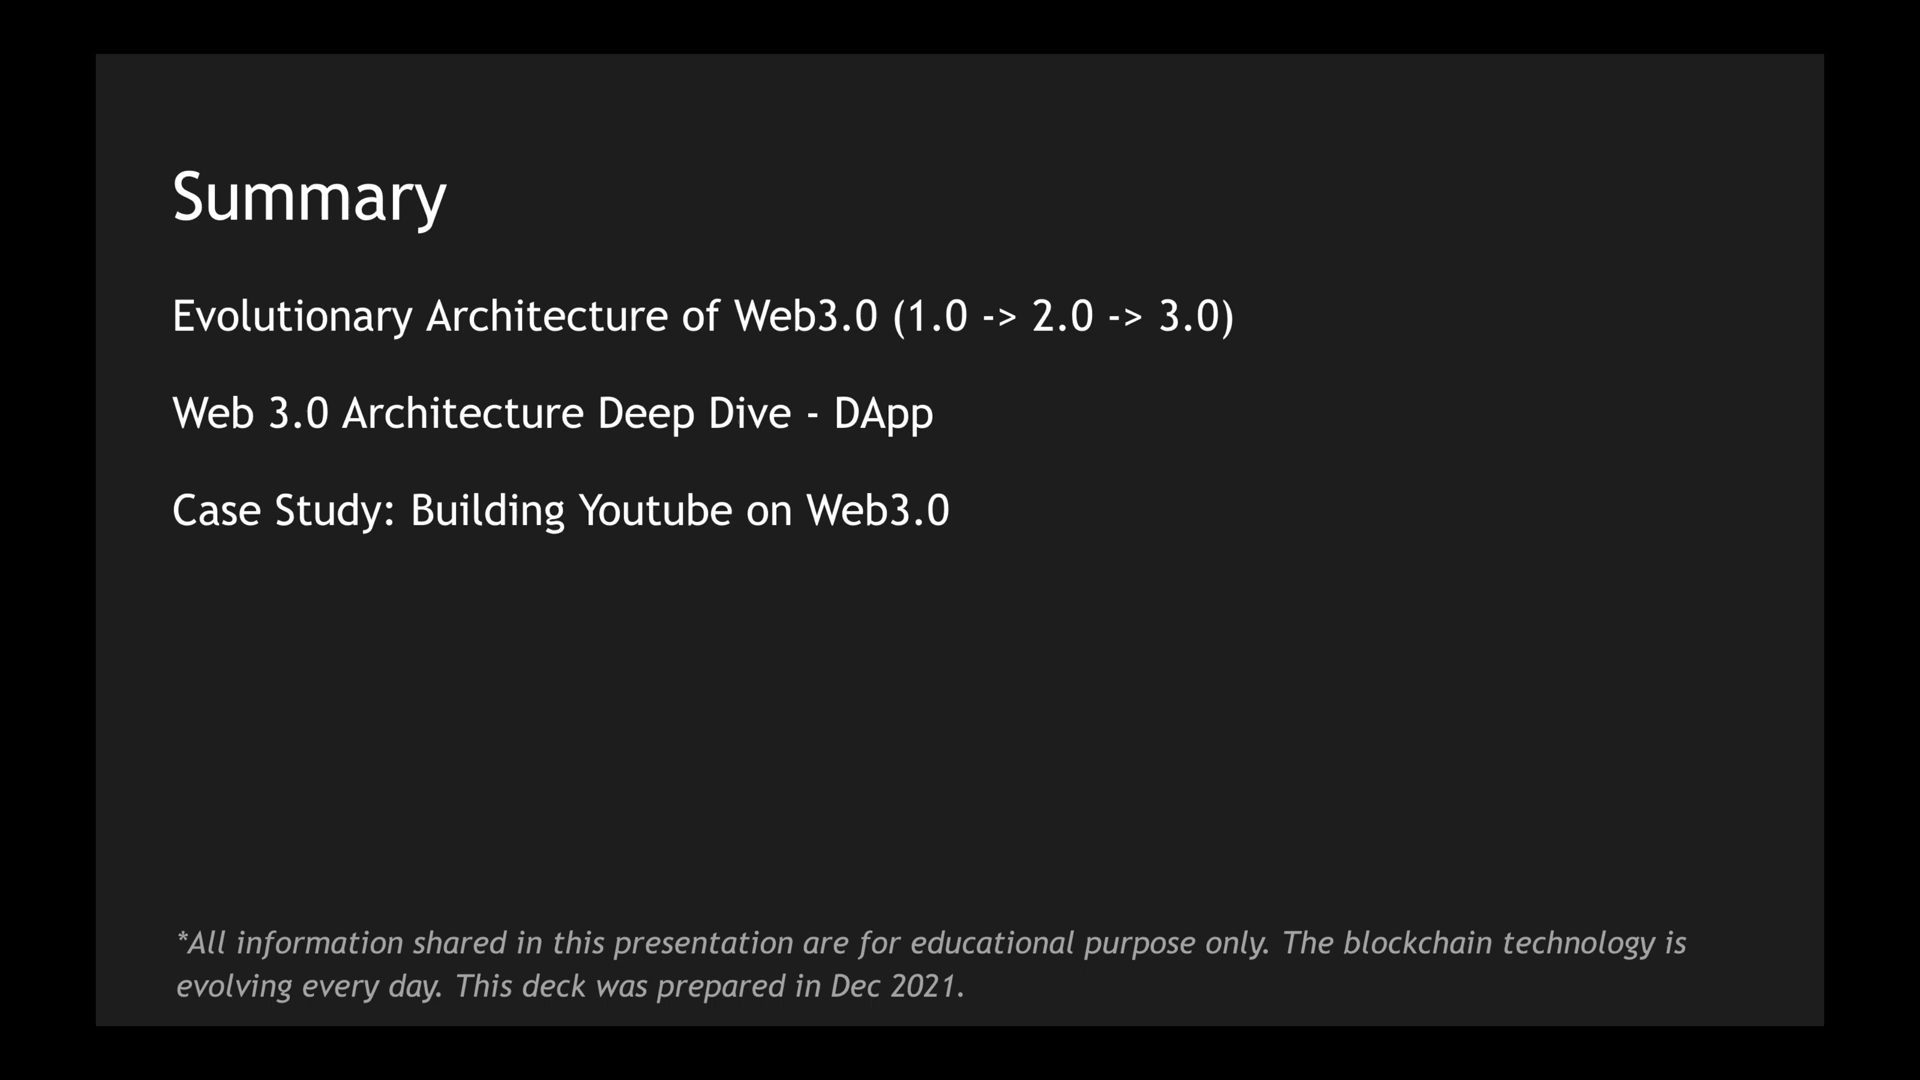 Summary
Evolutionary Architecture of Web3.0 (1.0 -> 2.0 -> 3.0)
Web 3.0 Architecture Deep Dive - DApp
Case Study: Building Youtube on Web3.0
*All information shared in this presentation are for educational purpose only. The blockchain technology is
evolving every day. This deck was prepared in Dec 2021.